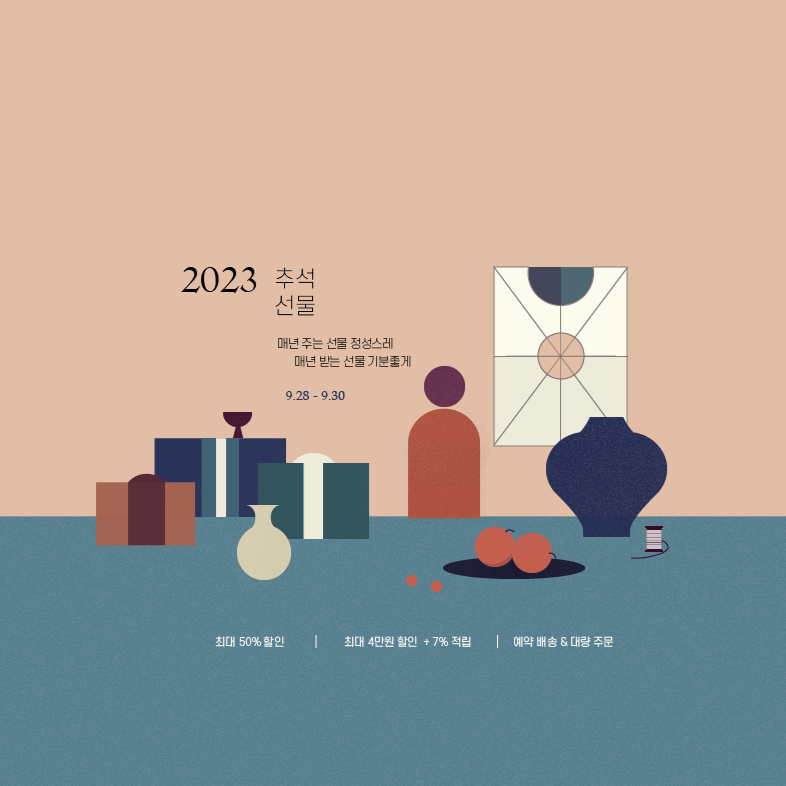 2023 추석
선물
매년 주는 선물 정성스레
매년 받는 선물 기분좋게
9.28 - 9.30
최대 50% 할인 | 최대 4만원 할인 + 7% 적립 | 예약 배송 & 대량 주문